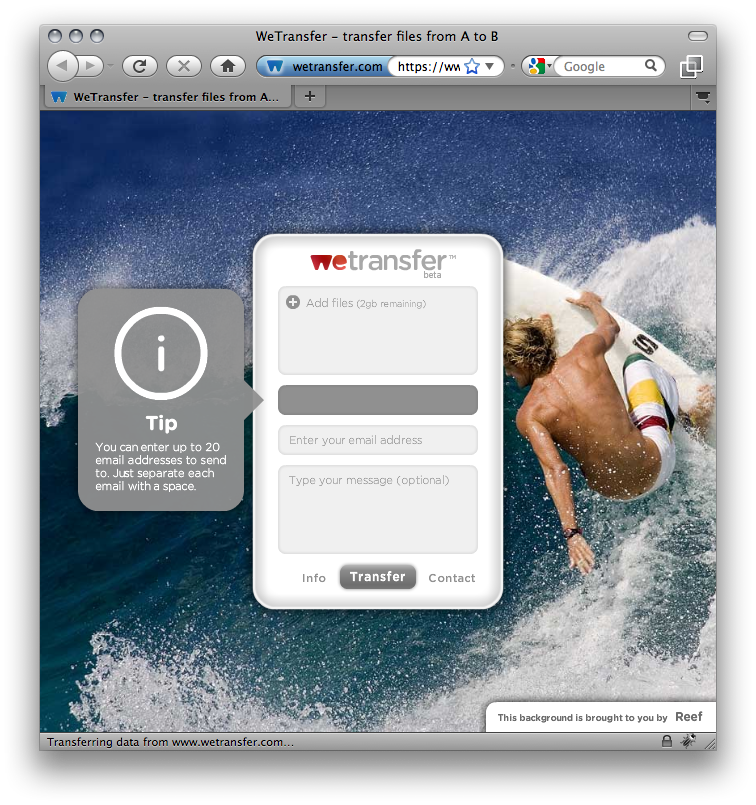 WeTransfer – transfer files from A to B
wetransfer.com https://ww
Google
WeTransfer – transfer files from A...
wetransfer™
beta
Add files (2gb remaining)
Tip
You can enter up to 20
email addresses to send
to. Just separate each
email with a space.
Enter your email address
Type your message (optional)
Info Transfer Contact
This background is brought to you by Reef
Transferring data from www.wetransfer.com...